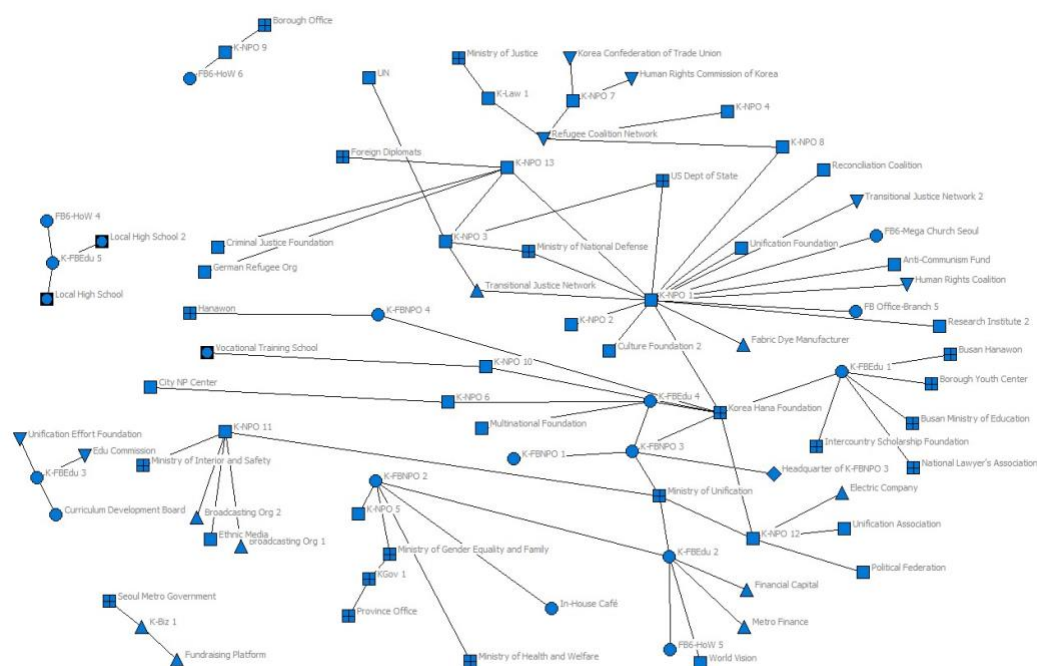 Borough Office
K-NPO 9
FB6-HoW 6
Ministry of Justice
Korea Confederation of Trade Union
UN
Human Rights Commission of Korea
K-Law 1
K-NPO 7
K-NPO 4
Refugee Coalition Network
K-NPO 8
Foreign Diplomats
K-NPO 13
Reconciliation Coalition
US Dept of State
Transitional Justice Network 2
FB6-HoW 4
Local High School 2
Criminal Justice Foundation
K-NPO 3
Ministry of National Defense
Unification Foundation
FB6-Mega Church Seoul
K-FBEdu 5
German Refugee Org
Anti-Communism Fund
Human Rights Coalition
Transitional Justice Network
K-NPO 1
Local High School
Hanawon
K-FBNPO 4
FB Office-Branch 5
K-NPO 2
Research Institute 2
Culture Foundation 2
Fabric Dye Manufacturer
Vocational Training School
K-NPO 10
Busan Hanawon
K-FBEdu 1
City NP Center
Borough Youth Center
K-NPO 6
K-FBEdu 4
Korea Hana Foundation
Busan Ministry of Education
Multinational Foundation
Unification Effort Foundation
K-NPO 11
Intercountry Scholarship Foundation
K-FBNPO 3
Edu Commission
K-FBNPO 1
Ministry of Interior and Safety
National Lawyer's Association
K-FBEdu 3
Headquarter of K-FBNPO 3
K-FBNPO 2
Electric Company
Ministry of Unification
Curriculum Development Board
Broadcasting Org 2
K-NPO 5
Unification Association
Ethnic Media
K-NPO 12
Broadcasting Org 1
Ministry of Gender Equality and Family
K-FBEdu 2
Political Federation
KGov 1
Financial Capital
Seoul Metro Government
In-House Café
Province Office
K-Biz 1
Metro Finance
FB6-HoW 5
Fundraising Platform
Ministry of Health and Welfare
World Vision